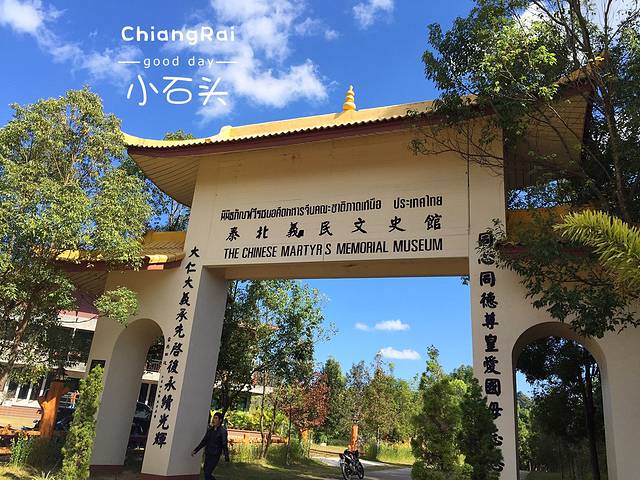 ChiangRai
good day
小石头
พิพิธภัณฑ์วีรชนอดีตทหารจีนคณะชาติภาคเหนือ ประเทศไทย
泰北義民文史館
THE CHINESE MARTYR,S MEMORIAL MUSEUM
同心同德尊皇愛國毋
大仁大義承先啓後永續光輝